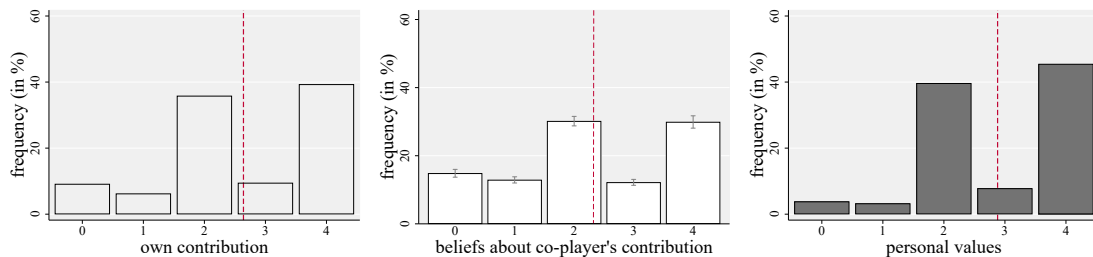 frequency (in %)
60
40
20
0
0 1 2 3 4
own contribution
frequency (in %)
60
40
20
0
0 1 2 3 4
beliefs about co-player's contribution
frequency (in %)
60
40
20
0
0 1 2 3 4
personal values